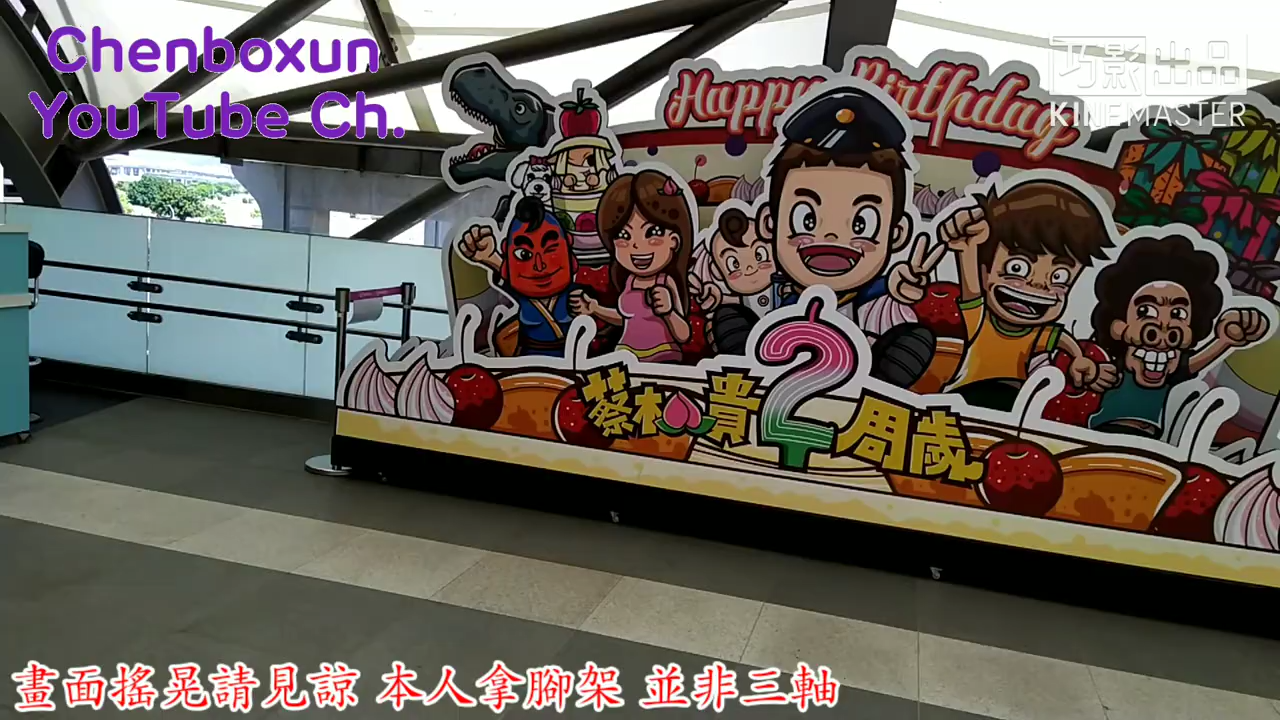 Chenboxun
YouTube Ch.
巧影出品
KINEMASTER
Happy Birthday
蔡桃貴2周歲
畫面搖晃請見諒 本人拿腳架 並非三軸